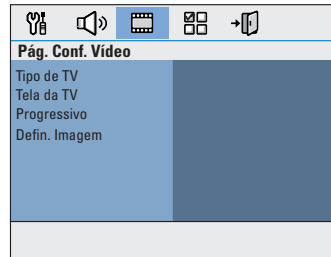 Pág. Conf. Vídeo
Tipo de TV
Tela da TV
Progressivo
Defin. Imagem